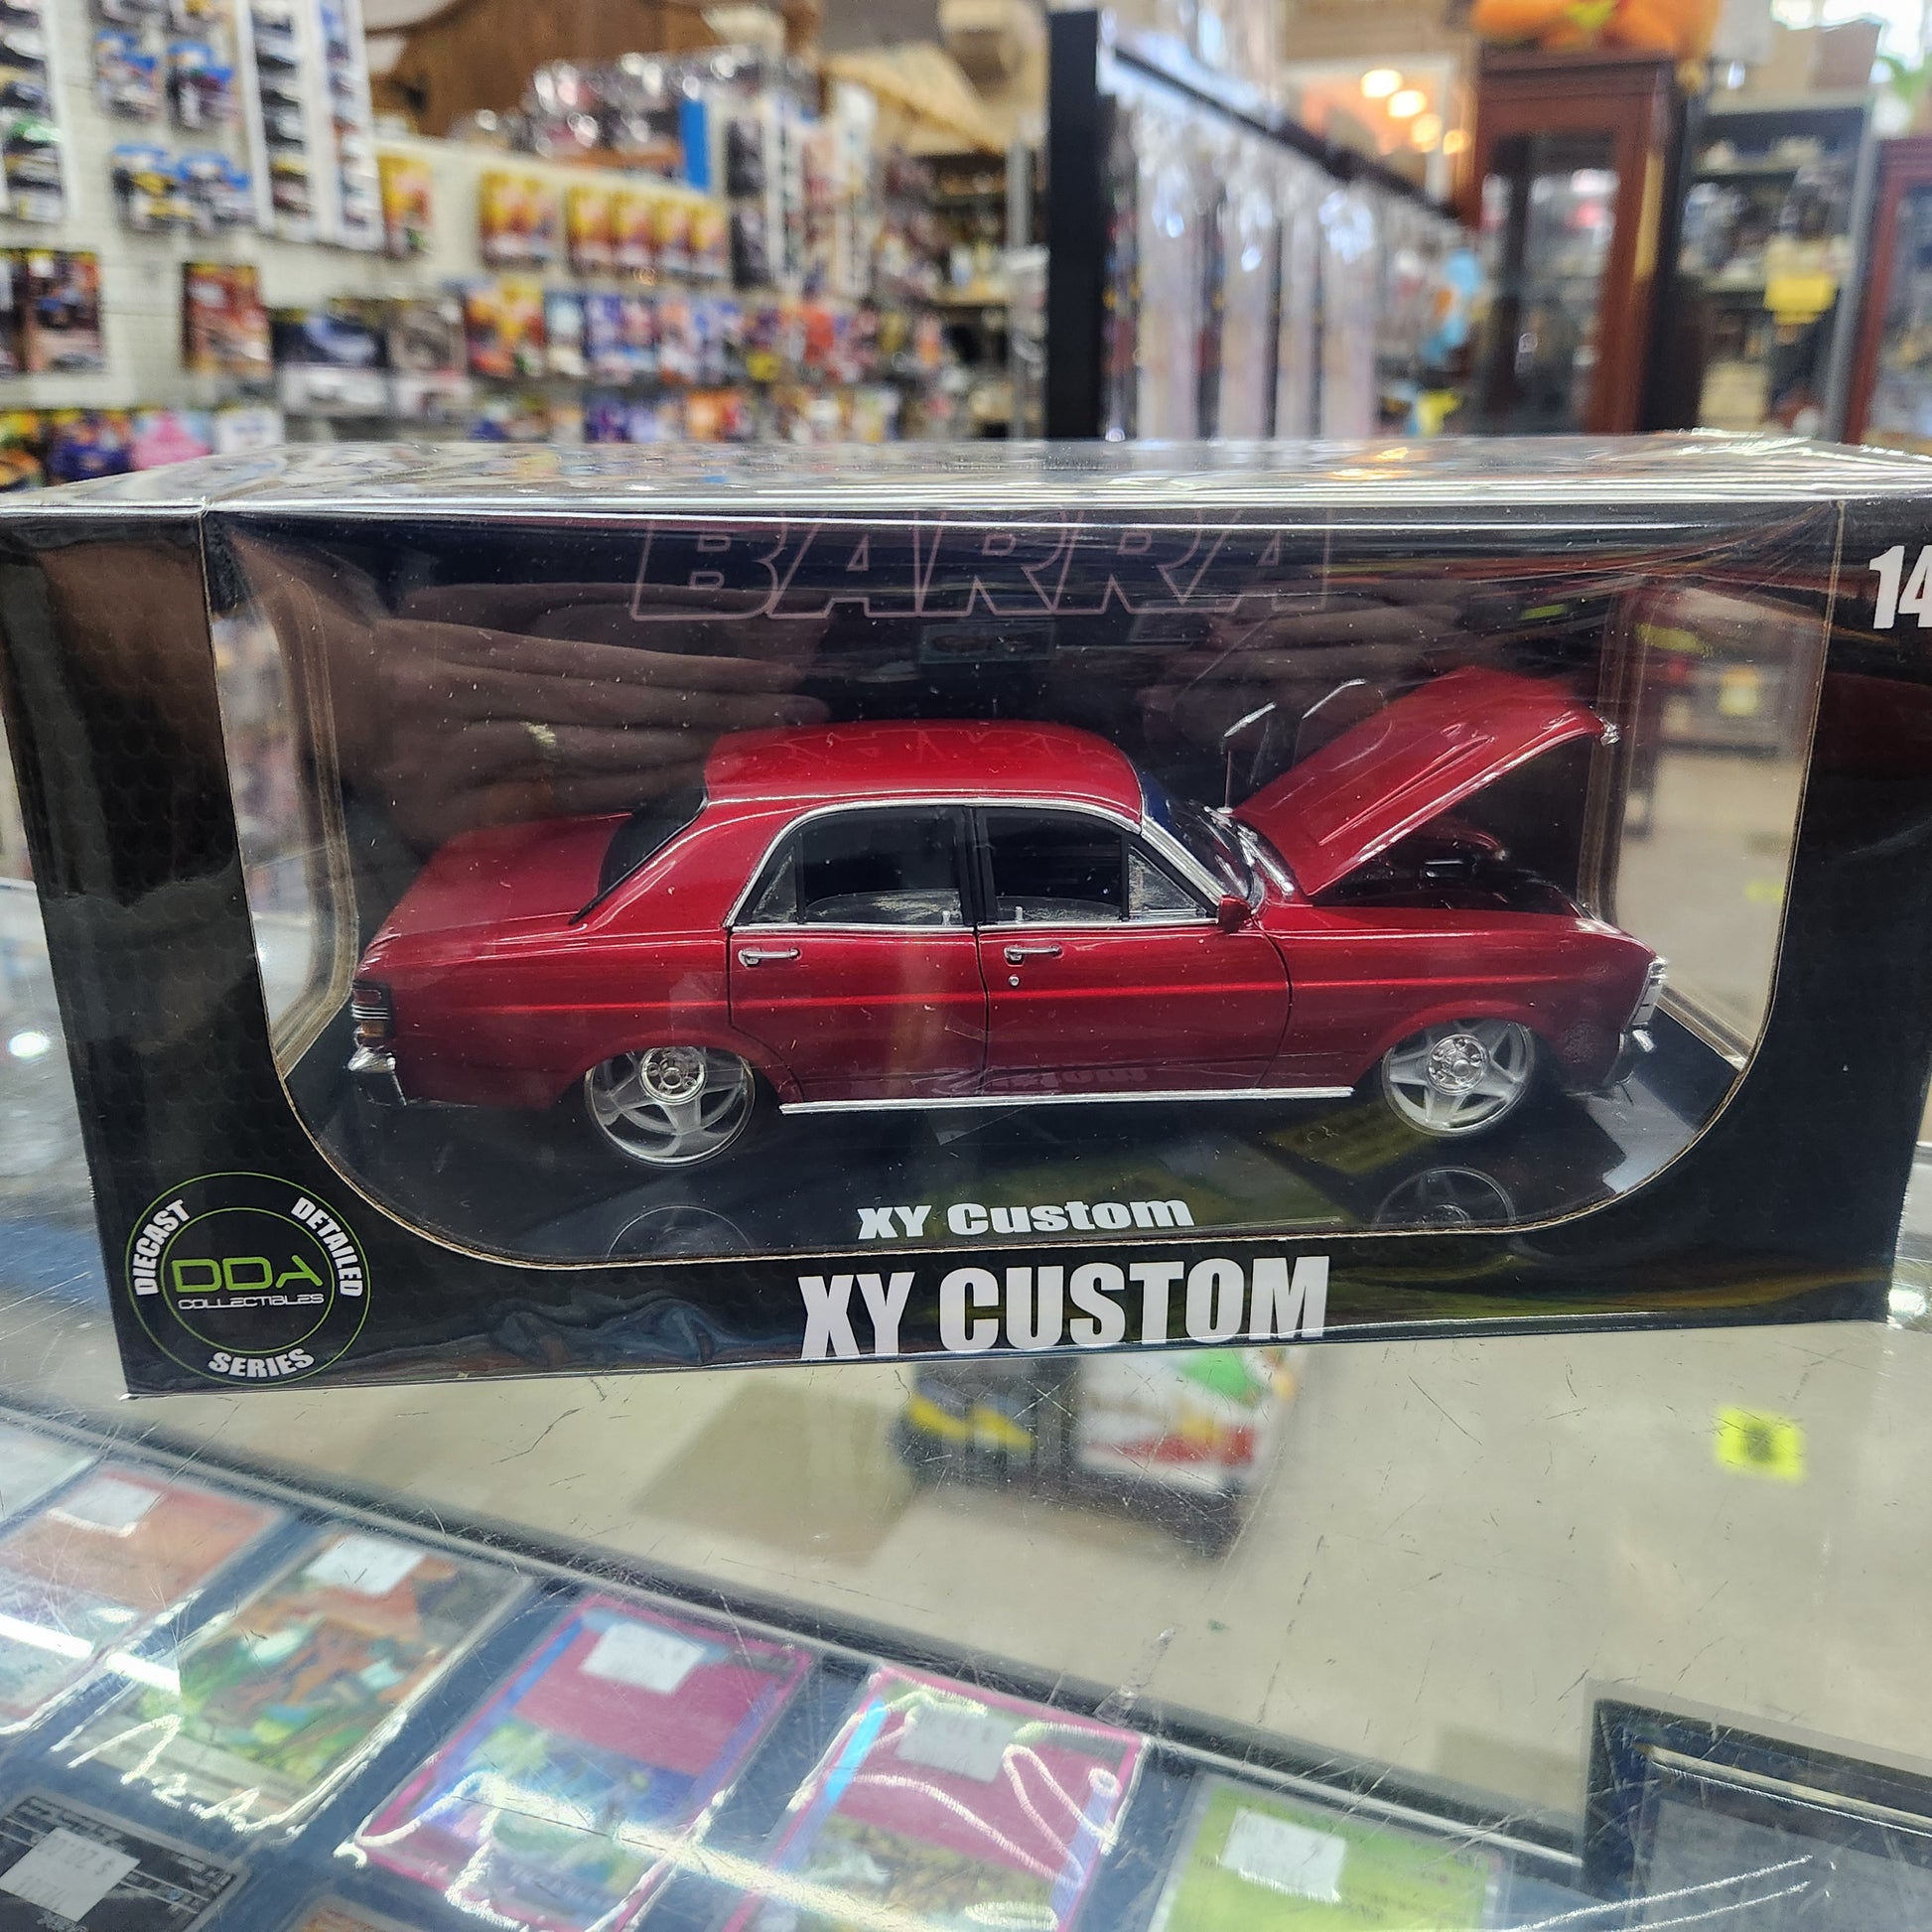 BARRA
14
XY Custom
XY CUSTOM
DIECAST
DETAILED
DDA
COLLECTIBLES
SERIES